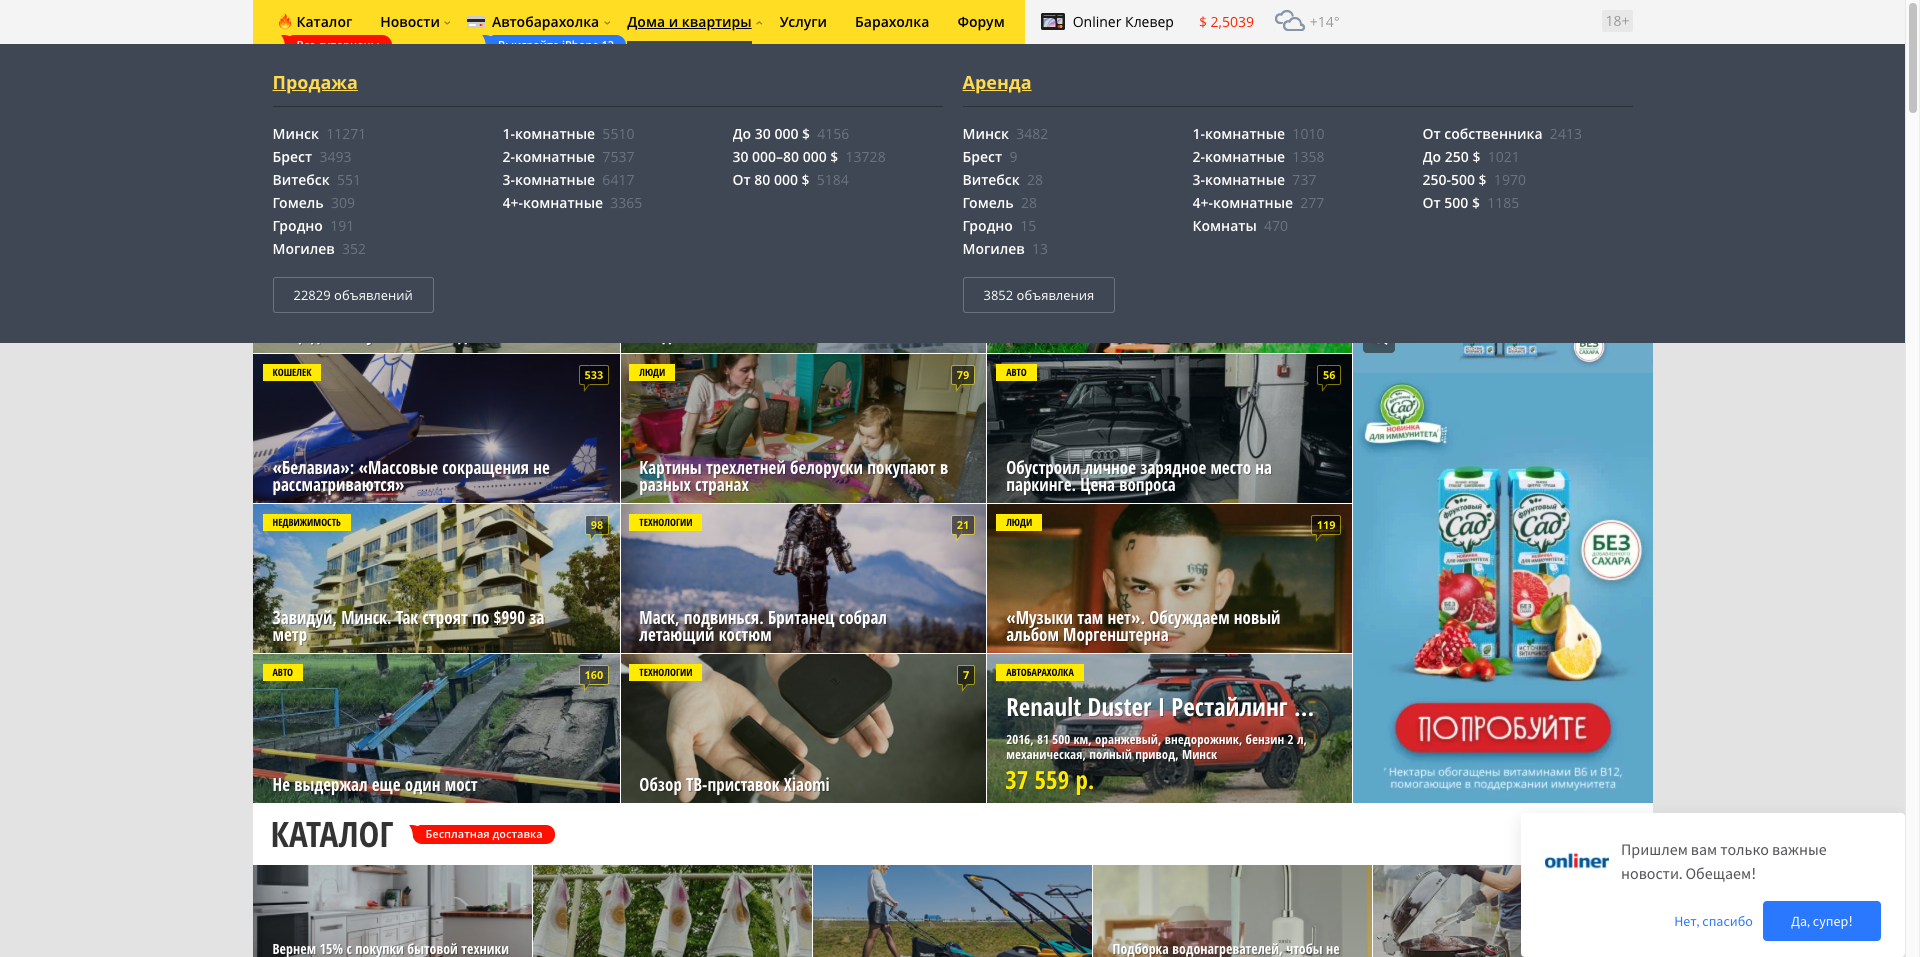 Каталог
Новости
Автобарахолка
Дома и квартиры
Услуги
Барахолка
Форум
Onliner Клевер
$ 2,5039
+14°
18+
Продажа
Минск 11271
Брест 3493
Витебск 551
Гомель 309
Гродно 191
Могилев 352
1-комнатные 5510
2-комнатные 7537
3-комнатные 6417
4+-комнатные 3365
До 30 000 $ 4156
30 000–80 000 $ 13728
От 80 000 $ 5184
22829 объявлений
Аренда
Минск 3482
Брест 9
Витебск 28
Гомель 28
Гродно 15
Могилев 13
1-комнатные 1010
2-комнатные 1358
3-комнатные 737
4+-комнатные 277
Комнаты 470
От собственника 2413
До 250 $ 1021
250-500 $ 1970
От 500 $ 1185
3852 объявления
КОШЕЛЕК
533
«Белавиа»: «Массовые сокращения не
рассматриваются»
ЛЮДИ
79
Картины трехлетней белоруски покупают в
разных странах
АВТО
56
Обустроил личное зарядное место на
паркинге. Цена вопроса
НЕДВИЖИМОСТЬ
98
Завидуй, Минск. Так строят по $990 за
метр
ТЕХНОЛОГИИ
21
Маск, подвинься. Британец собрал
летающий костюм
ЛЮДИ
119
666
«Музыки там нет». Обсуждаем новый
альбом Моргенштерна
АВТО
160
Не выдержал еще один мост
ТЕХНОЛОГИИ
7
Обзор ТВ-приставок Xiaomi
АВТОБАРАХОЛКА
Renault Duster I Рестайлинг ...
2016, 81 500 км, оранжевый, внедорожник, бензин 2 л,
механическая, полный привод, Минск
37 559 р.
БЕЗ
САХАРА
Сад
НОВИНКА
ДЛЯ ИММУНИТЕТА
Фруктовый
Сад
Фруктовый
Сад
БЕЗ
ДОБАВЛЕННОГО
САХАРА
ПОПРОБУЙТЕ
* Нектары обогащены витаминами В6 и В12,
помогающие в поддержании иммунитета
КАТАЛОГ
Бесплатная доставка
Вернем 15% с покупки бытовой техники
Подборка водонагревателей, чтобы не
onliner
Пришлем вам только важные
новости. Обещаем!
Нет, спасибо
Да, супер!